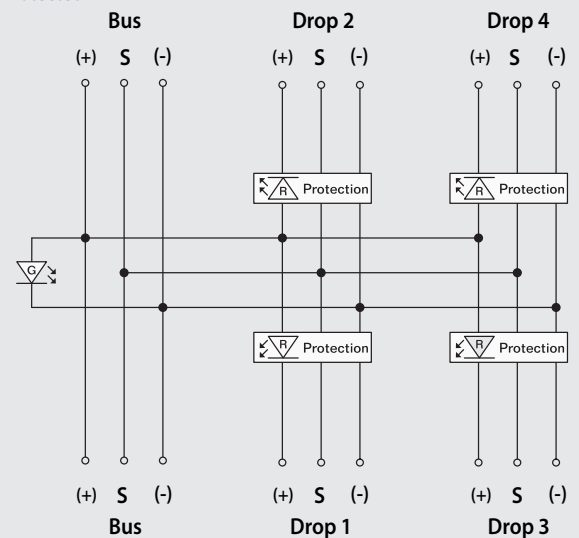 Bus Drop 2 Drop 4
(+) S (-) (+) S (-) (+) S (-)
R Protection R Protection
G
R Protection R Protection
(+) S (-) (+) S (-) (+) S (-)
Bus Drop 1 Drop 3